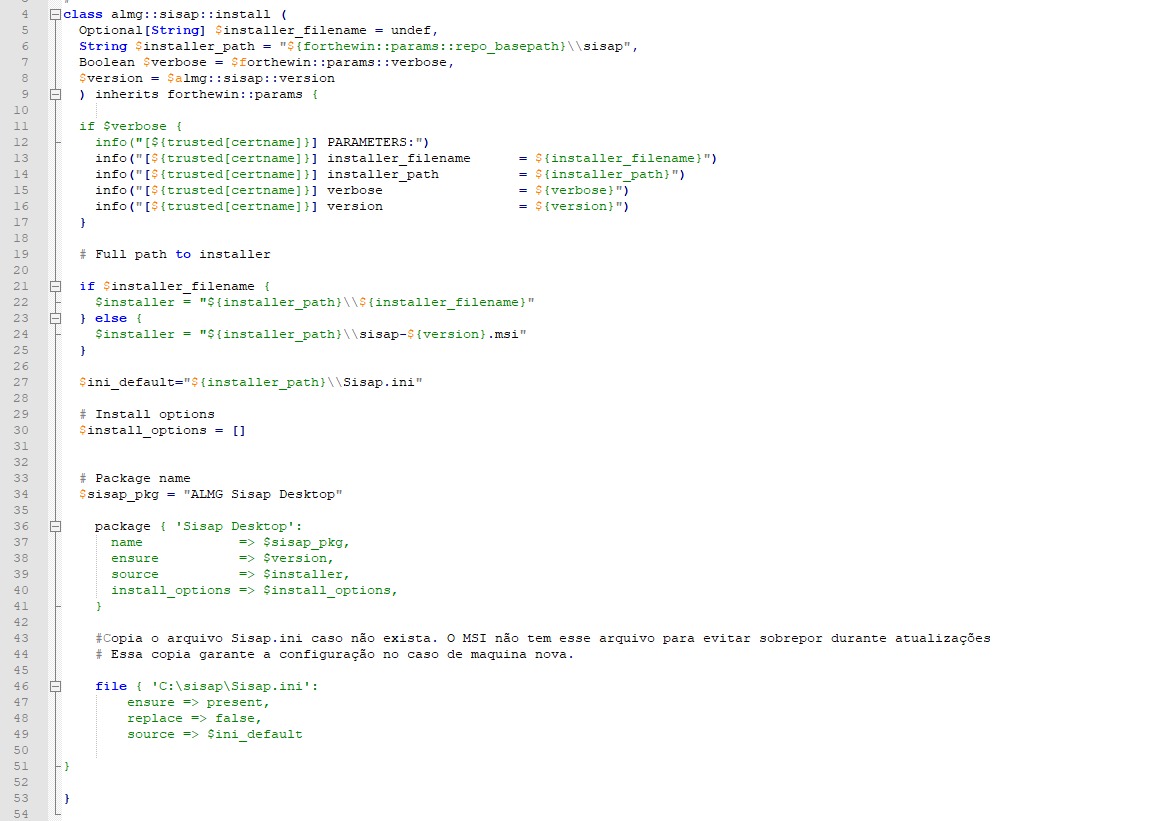 4 class almg::sisap::install (
5   Optional[String] $installer_filename = undef,
6   String $installer_path = "${forthewin::params::repo_basepath}\\sisap",
7   Boolean $verbose = $forthewin::params::verbose,
8   $version = $almg::sisap::version
9   ) inherits forthewin::params {
10
11   if $verbose {
12     info("[${trusted[certname]}] PARAMETERS:")
13     info("[${trusted[certname]}] installer_filename      = ${installer_filename}")
14     info("[${trusted[certname]}] installer_path          = ${installer_path}")
15     info("[${trusted[certname]}] verbose                 = ${verbose}")
16     info("[${trusted[certname]}] version                 = ${version}")
17   }
18
19   # Full path to installer
20
21   if $installer_filename {
22     $installer = "${installer_path}\\${installer_filename}"
23   } else {
24     $installer = "${installer_path}\\sisap-${version}.msi"
25   }
26
27   $ini_default="${installer_path}\\Sisap.ini"
28
29   # Install options
30   $install_options = []
31
32
33   # Package name
34   $sisap_pkg = "ALMG Sisap Desktop"
35
36     package { 'Sisap Desktop':
37       name            => $sisap_pkg,
38       ensure          => $version,
39       source          => $installer,
40       install_options => $install_options,
41     }
42
43     #Copia o arquivo Sisap.ini caso não exista. O MSI não tem esse arquivo para evitar sobrepor durante atualizações
44     # Essa copia garante a configuração no caso de maquina nova.
45
46     file { 'C:\sisap\Sisap.ini':
47         ensure => present,
48         replace => false,
49         source => $ini_default
50
51 }
52
53 }
54